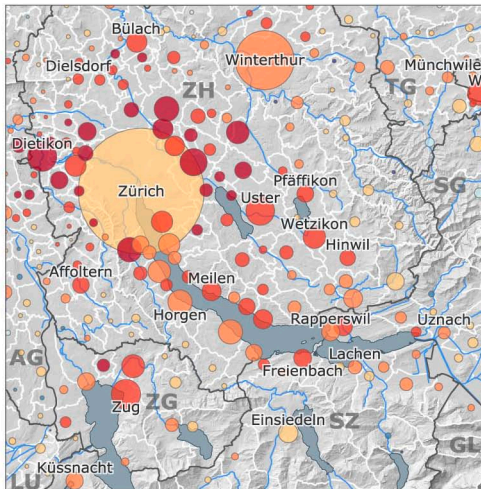 Bülach
Winterthur
Dielsdorf
Münchwile
W
ZH
TG
Dietikon
Zürich
Pfäffikon
SG
Uster
Wetzikon
Hinwil
Affoltern
Meilen
Horgen
Rapperswil
Uznach
AG
Lachen
Freienbach
Zug
ZG
Einsiedeln
SZ
GL
Küssnacht
LU